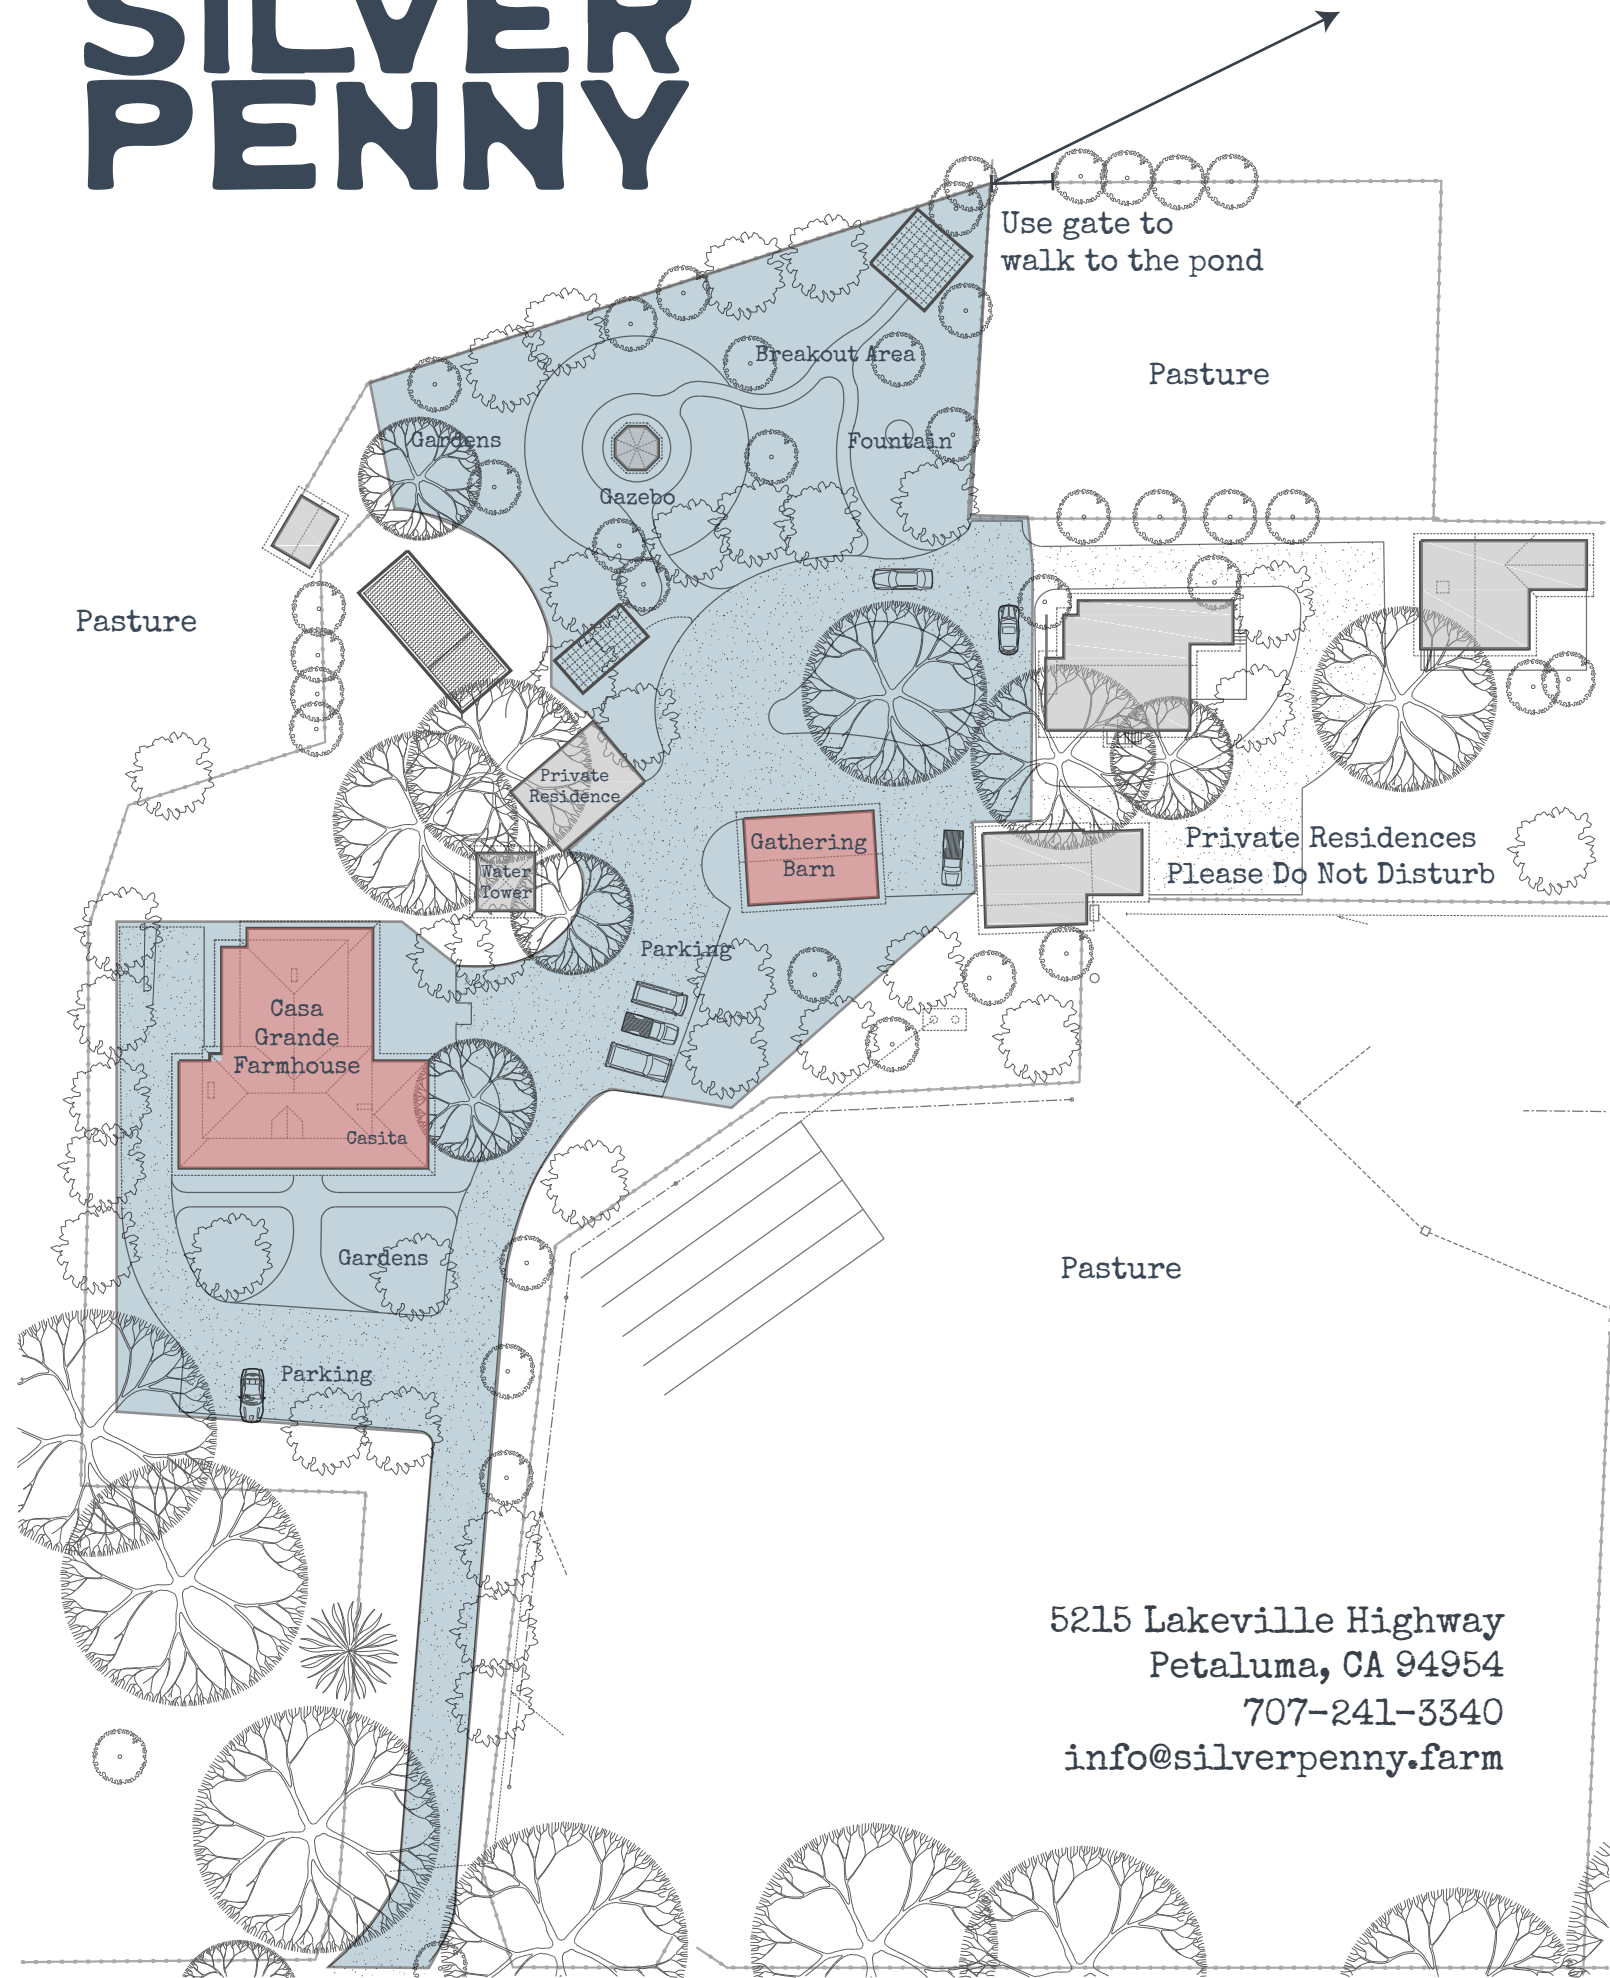 SILVER
PENNY
Use gate to
walk to the pond
Breakout Area
Pasture
Gardens
Fountain
Gazebo
Pasture
Private
Residence
Gathering
Barn
Private Residences
Please Do Not Disturb
Water
Tower
Parking
Casa
Grande
Farmhouse
Casita
Gardens
Pasture
Parking
5215 Lakeville Highway
Petaluma, CA 94954
707-241-3340
info@silverpenny.farm